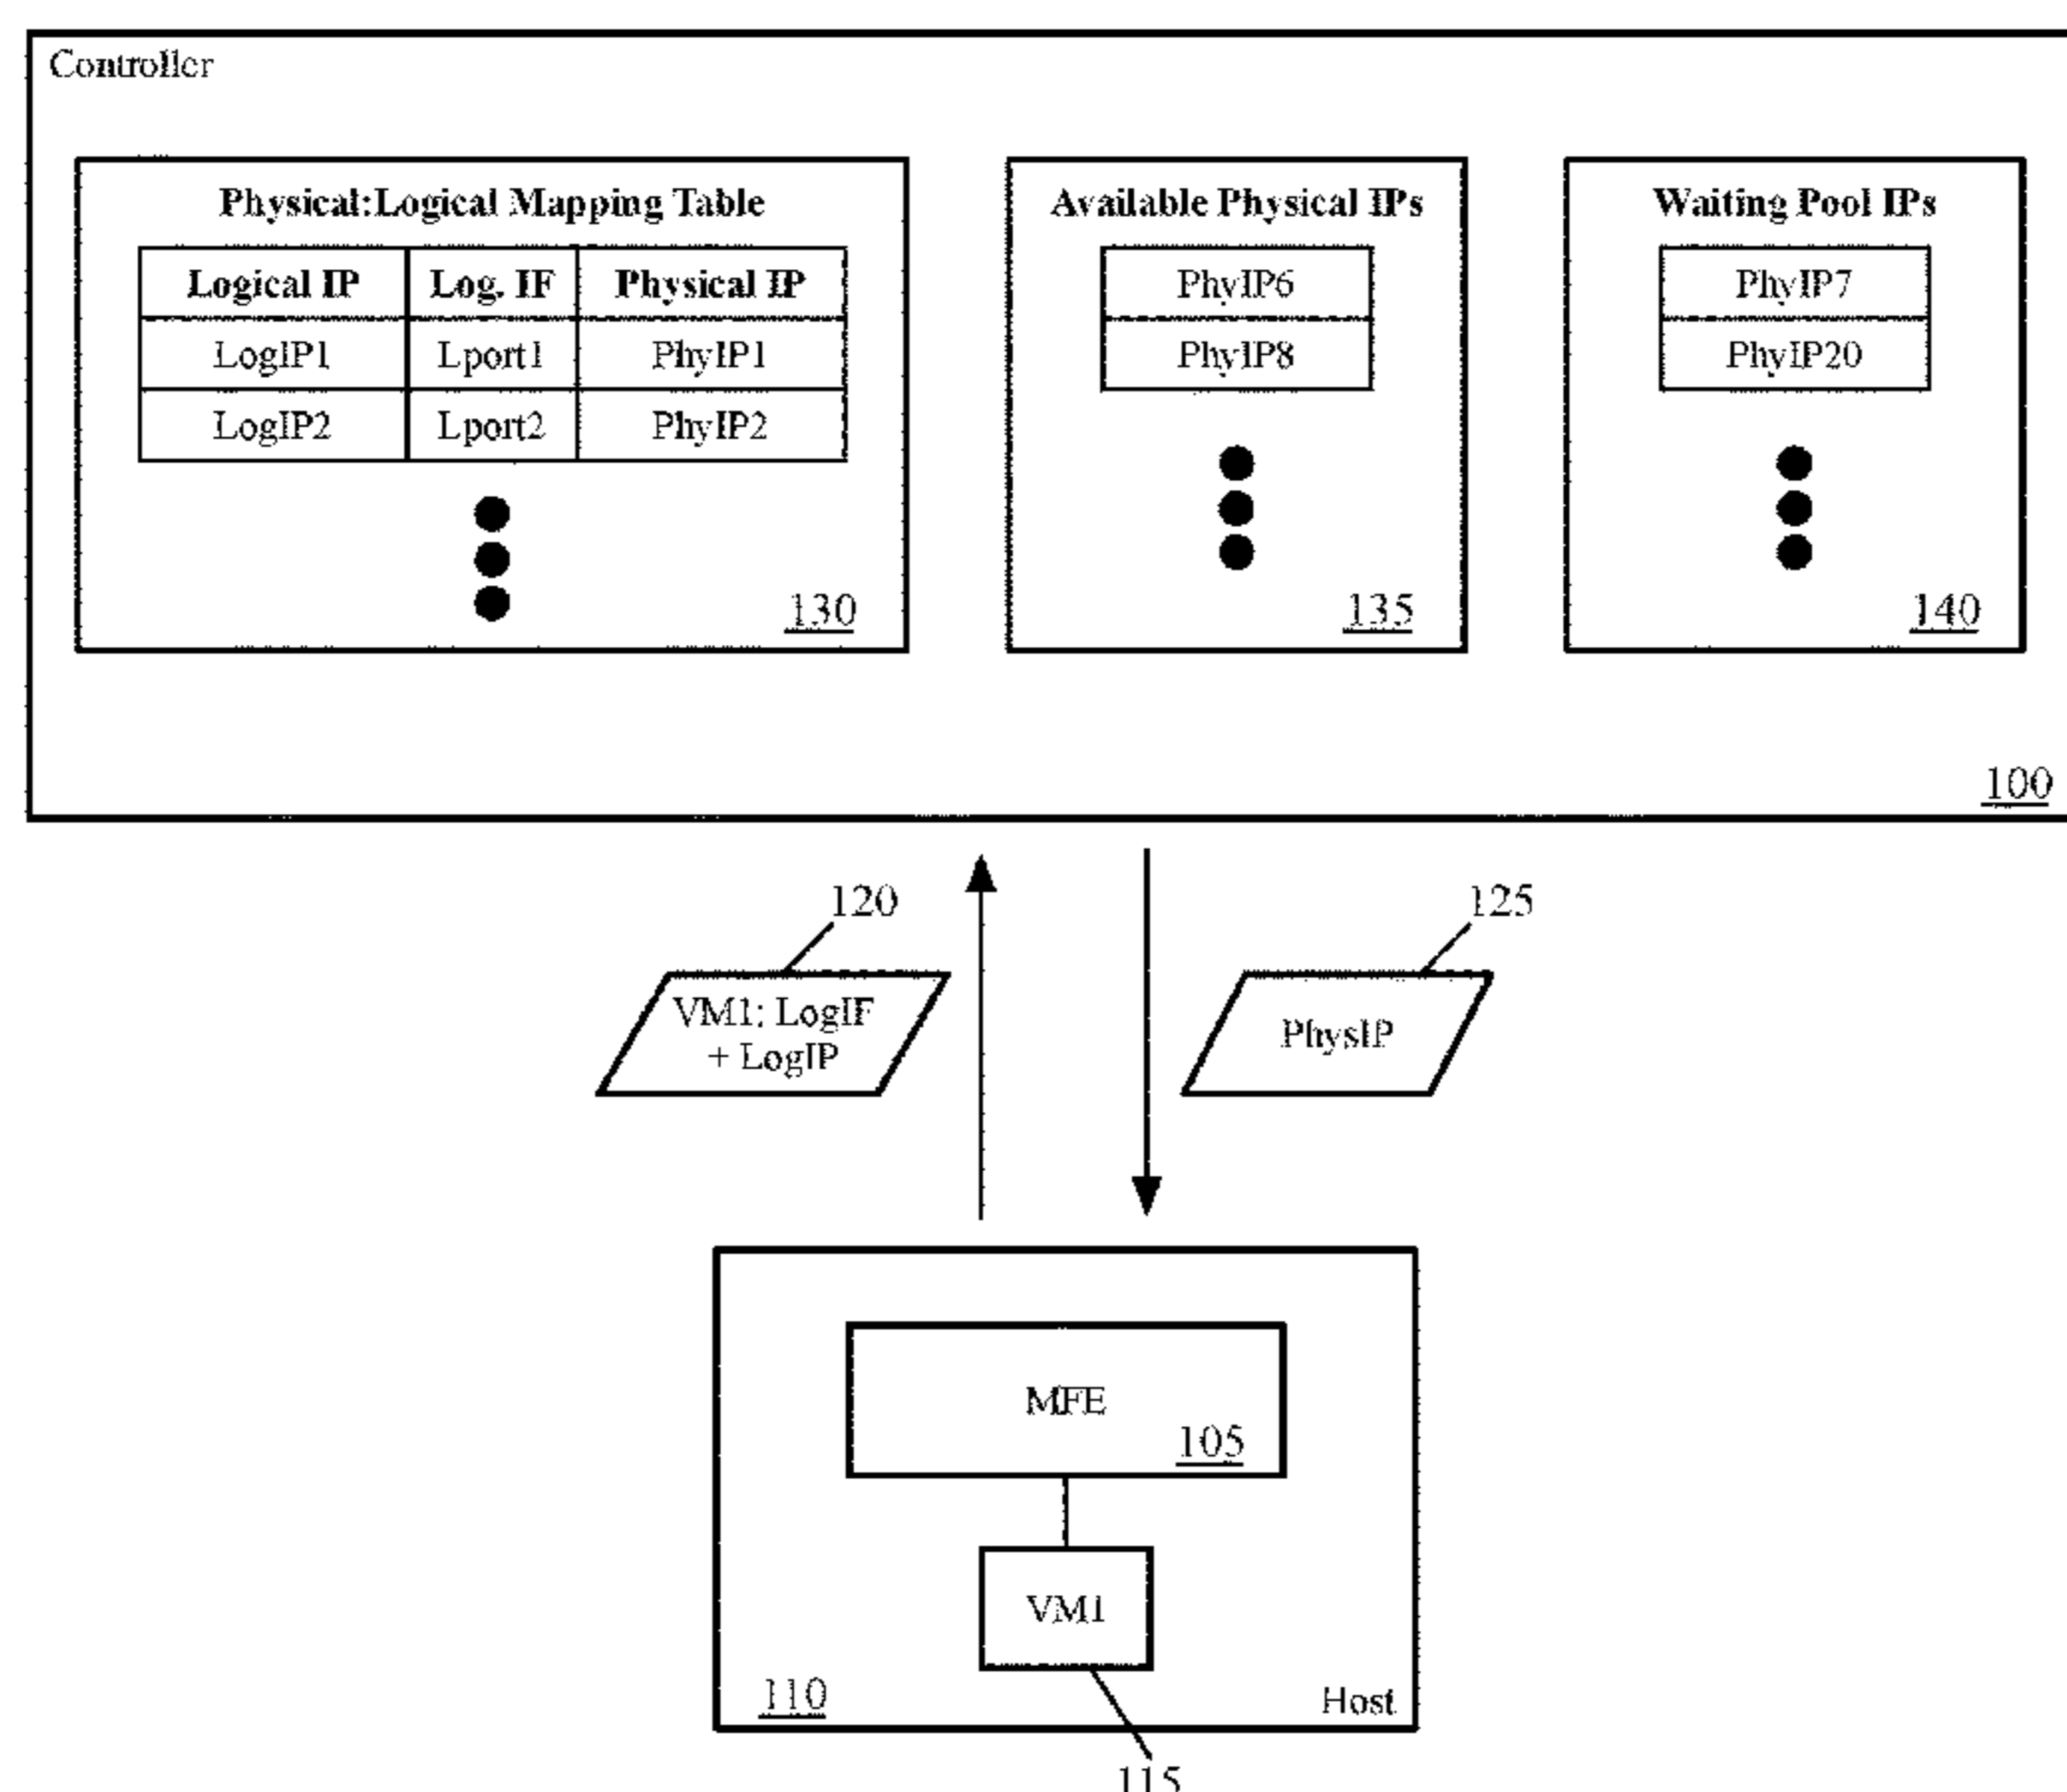 Controller
Physical:Logical Mapping Table
Logical IP Log. IF Physical IP
LogIP1 Lport1 PhyIP1
LogIP2 Lport2 PhyIP2
130
Available Physical IPs
PhyIP6
PhyIP8
135
Waiting Pool IPs
PhyIP7
PhyIP20
140
100
120
VM1: LogIF
+ LogIP
125
PhysIP
MFE
105
VM1
110
Host
115